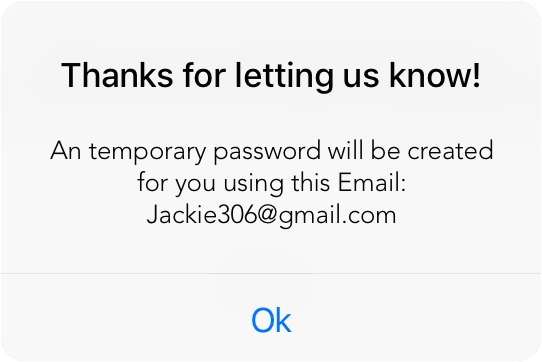 Thanks for letting us know!
An temporary password will be created
for you using this Email:
Jackie306@gmail.com
Ok